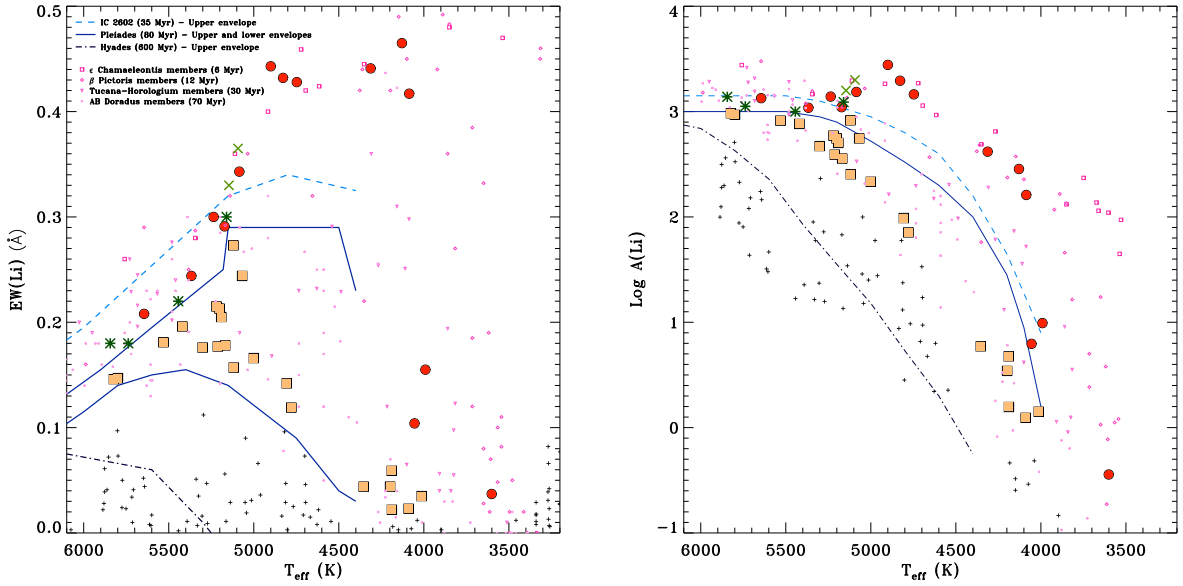 IC 2602 (35 Myr) – Upper envelope
Pleiades (80 Myr) – Upper and lower envelopes
Hyades (600 Myr) – Upper envelope
ε Chamaeleontis members (6 Myr)
β Pictoris members (12 Myr)
Tucana-Horologium members (30 Myr)
AB Doradus members (70 Myr)
EW(Li) (Å)
0.5
0.4
0.3
0.2
0.1
0.0
6000 5500 5000 4500 4000 3500
Teff (K)
Log A(Li)
4
3
2
1
0
−1
6000 5500 5000 4500 4000 3500
Teff (K)